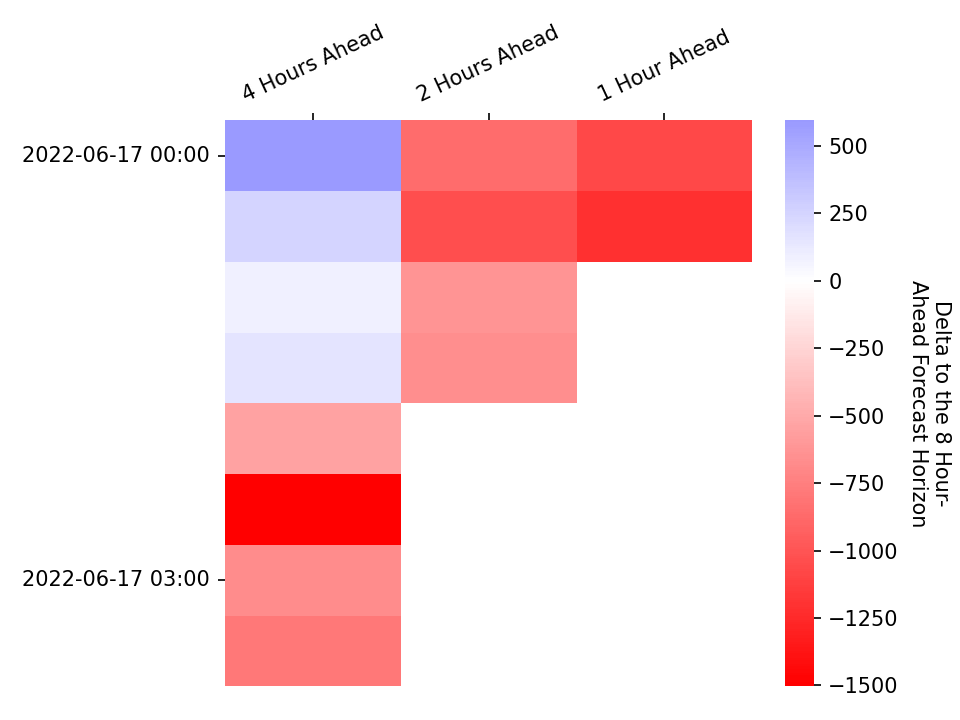 4 Hours Ahead
2 Hours Ahead
1 Hour Ahead
2022-06-17 00:00
2022-06-17 03:00
500
250
0
−250
−500
−750
−1000
−1250
−1500
Delta to the 8 Hour-
Ahead Forecast Horizon